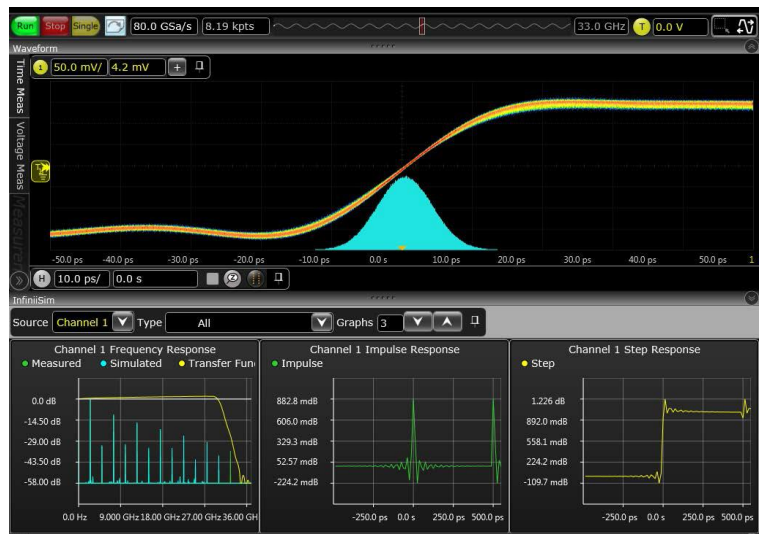 Run Stop Single 80.0 GSa/s 8.19 kpts 33.0 GHz T 0.0 V
Waveform
Time Meas
Voltage Meas
1 50.0 mV/ 4.2 mV +
-50.0 ps -40.0 ps -30.0 ps -20.0 ps -10.0 ps 0.0 s 10.0 ps 20.0 ps 30.0 ps 40.0 ps 50.0 ps 1
H 10.0 ps/ 0.0 s
InfiniiSim
Source Channel 1 Type All Graphs 3
Channel 1 Frequency Response
Measured Simulated Transfer Fun
0.0 dB
-14.50 dB
-29.00 dB
-43.50 dB
-58.00 dB
0.0 Hz 9.000 GHz 18.00 GHz 27.00 GHz 36.00 GH
Channel 1 Impulse Response
Impulse
882.8 mdB
606.0 mdB
329.3 mdB
52.57 mdB
-224.2 mdB
-250.0 ps 0.0 s 250.0 ps 500.0 ps
Channel 1 Step Response
Step
1.226 dB
892.0 mdB
558.1 mdB
224.2 mdB
-109.7 mdB
-250.0 ps 0.0 s 250.0 ps 500.0 ps